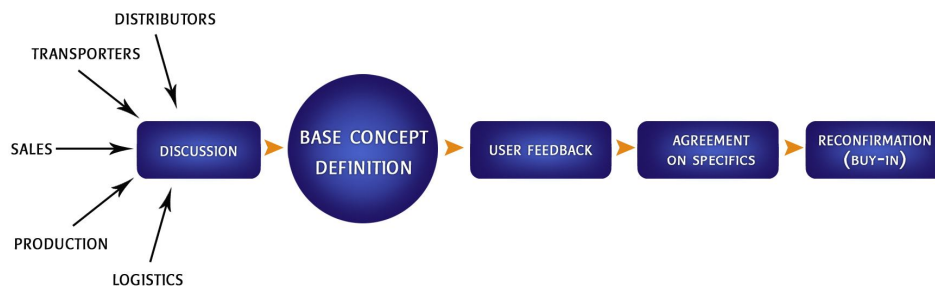 DISTRIBUTORS
TRANSPORTERS
SALES
PRODUCTION
LOGISTICS
DISCUSSION
BASE CONCEPT
DEFINITION
USER FEEDBACK
AGREEMENT
ON SPECIFICS
RECONFIRMATION
(BUY-IN)